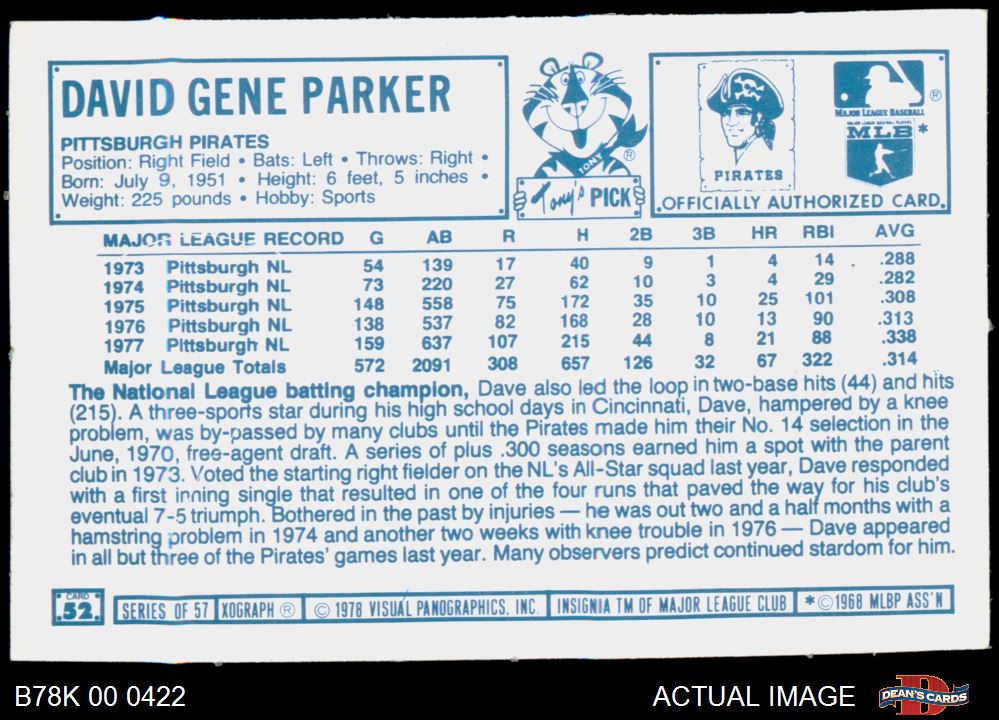 DAVID GENE PARKER
PITTSBURGH PIRATES
Position: Right Field • Bats: Left • Throws: Right •
Born: July 9, 1951 • Height: 6 feet, 5 inches •
Weight: 225 pounds • Hobby: Sports
TONY ®
Tony's PICK
PIRATES
®
MAJOR LEAGUE BASEBALL
MAJOR LEAGUE BASEBALL PLAYERS
MLB *
OFFICIALLY AUTHORIZED CARD
MAJOR LEAGUE RECORD G AB R H 2B 3B HR RBI AVG
1973 Pittsburgh NL 54 139 17 40 9 1 4 14 .288
1974 Pittsburgh NL 73 220 27 62 10 3 4 29 .282
1975 Pittsburgh NL 148 558 75 172 35 10 25 101 .308
1976 Pittsburgh NL 138 537 82 168 28 10 13 90 .313
1977 Pittsburgh NL 159 637 107 215 44 8 21 88 .338
Major League Totals 572 2091 308 657 126 32 67 322 .314
The National League batting champion, Dave also led the loop in two-base hits (44) and hits
(215). A three-sports star during his high school days in Cincinnati, Dave, hampered by a knee
problem, was by-passed by many clubs until the Pirates made him their No. 14 selection in the
June, 1970, free-agent draft. A series of plus .300 seasons earned him a spot with the parent
club in 1973. Voted the starting right fielder on the NL's All-Star squad last year, Dave responded
with a first inning single that resulted in one of the four runs that paved the way for his club's
eventual 7-5 triumph. Bothered in the past by injuries — he was out two and a half months with a
hamstring problem in 1974 and another two weeks with knee trouble in 1976 — Dave appeared
in all but three of the Pirates' games last year. Many observers predict continued stardom for him.
CARD
52
SERIES OF 57 XOGRAPH ® © 1978 VISUAL PANOGRAPHICS, INC. INSIGNIA TM OF MAJOR LEAGUE CLUB *©1968 MLBP ASS'N
B78K 00 0422
ACTUAL IMAGE
DEAN'S CARDS